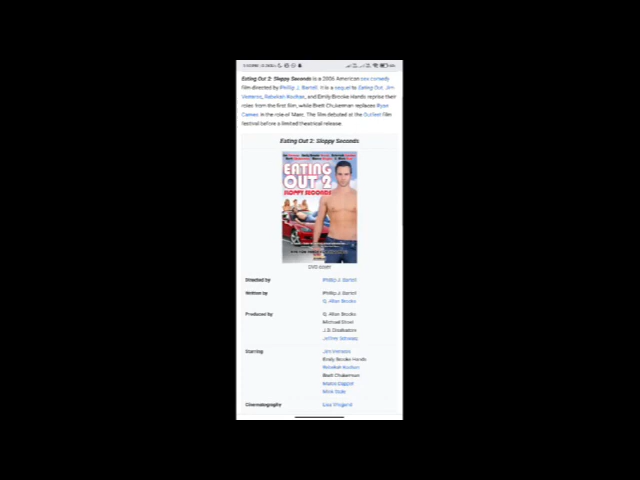 Eating Out 2: Sloppy Seconds is a 2006 American sex comedy
film directed by Phillip J. Bartell. It is a sequel to Eating Out. Jim
Verraros, Rebekah Kochan, and Emily Brooke Hands reprise their
roles from the first film, while Brett Chukerman replaces Ryan
Carnes in the role of Marc. The film debuted at the Outfest film
festival before a limited theatrical release.
Eating Out 2: Sloppy Seconds
EATING
OUT 2
SLOPPY SECONDS
DVD cover
Directed by Phillip J. Bartell
Written by Phillip J. Bartell
Q. Allan Brocka
Produced by Q. Allan Brocka
Michael Shoel
J.D. Disalvatore
Jeffrey Schwarz
Starring Jim Verraros
Emily Brooke Hands
Rebekah Kochan
Brett Chukerman
Marco Dapper
Mink Stole
Cinematography Lisa Wiegand